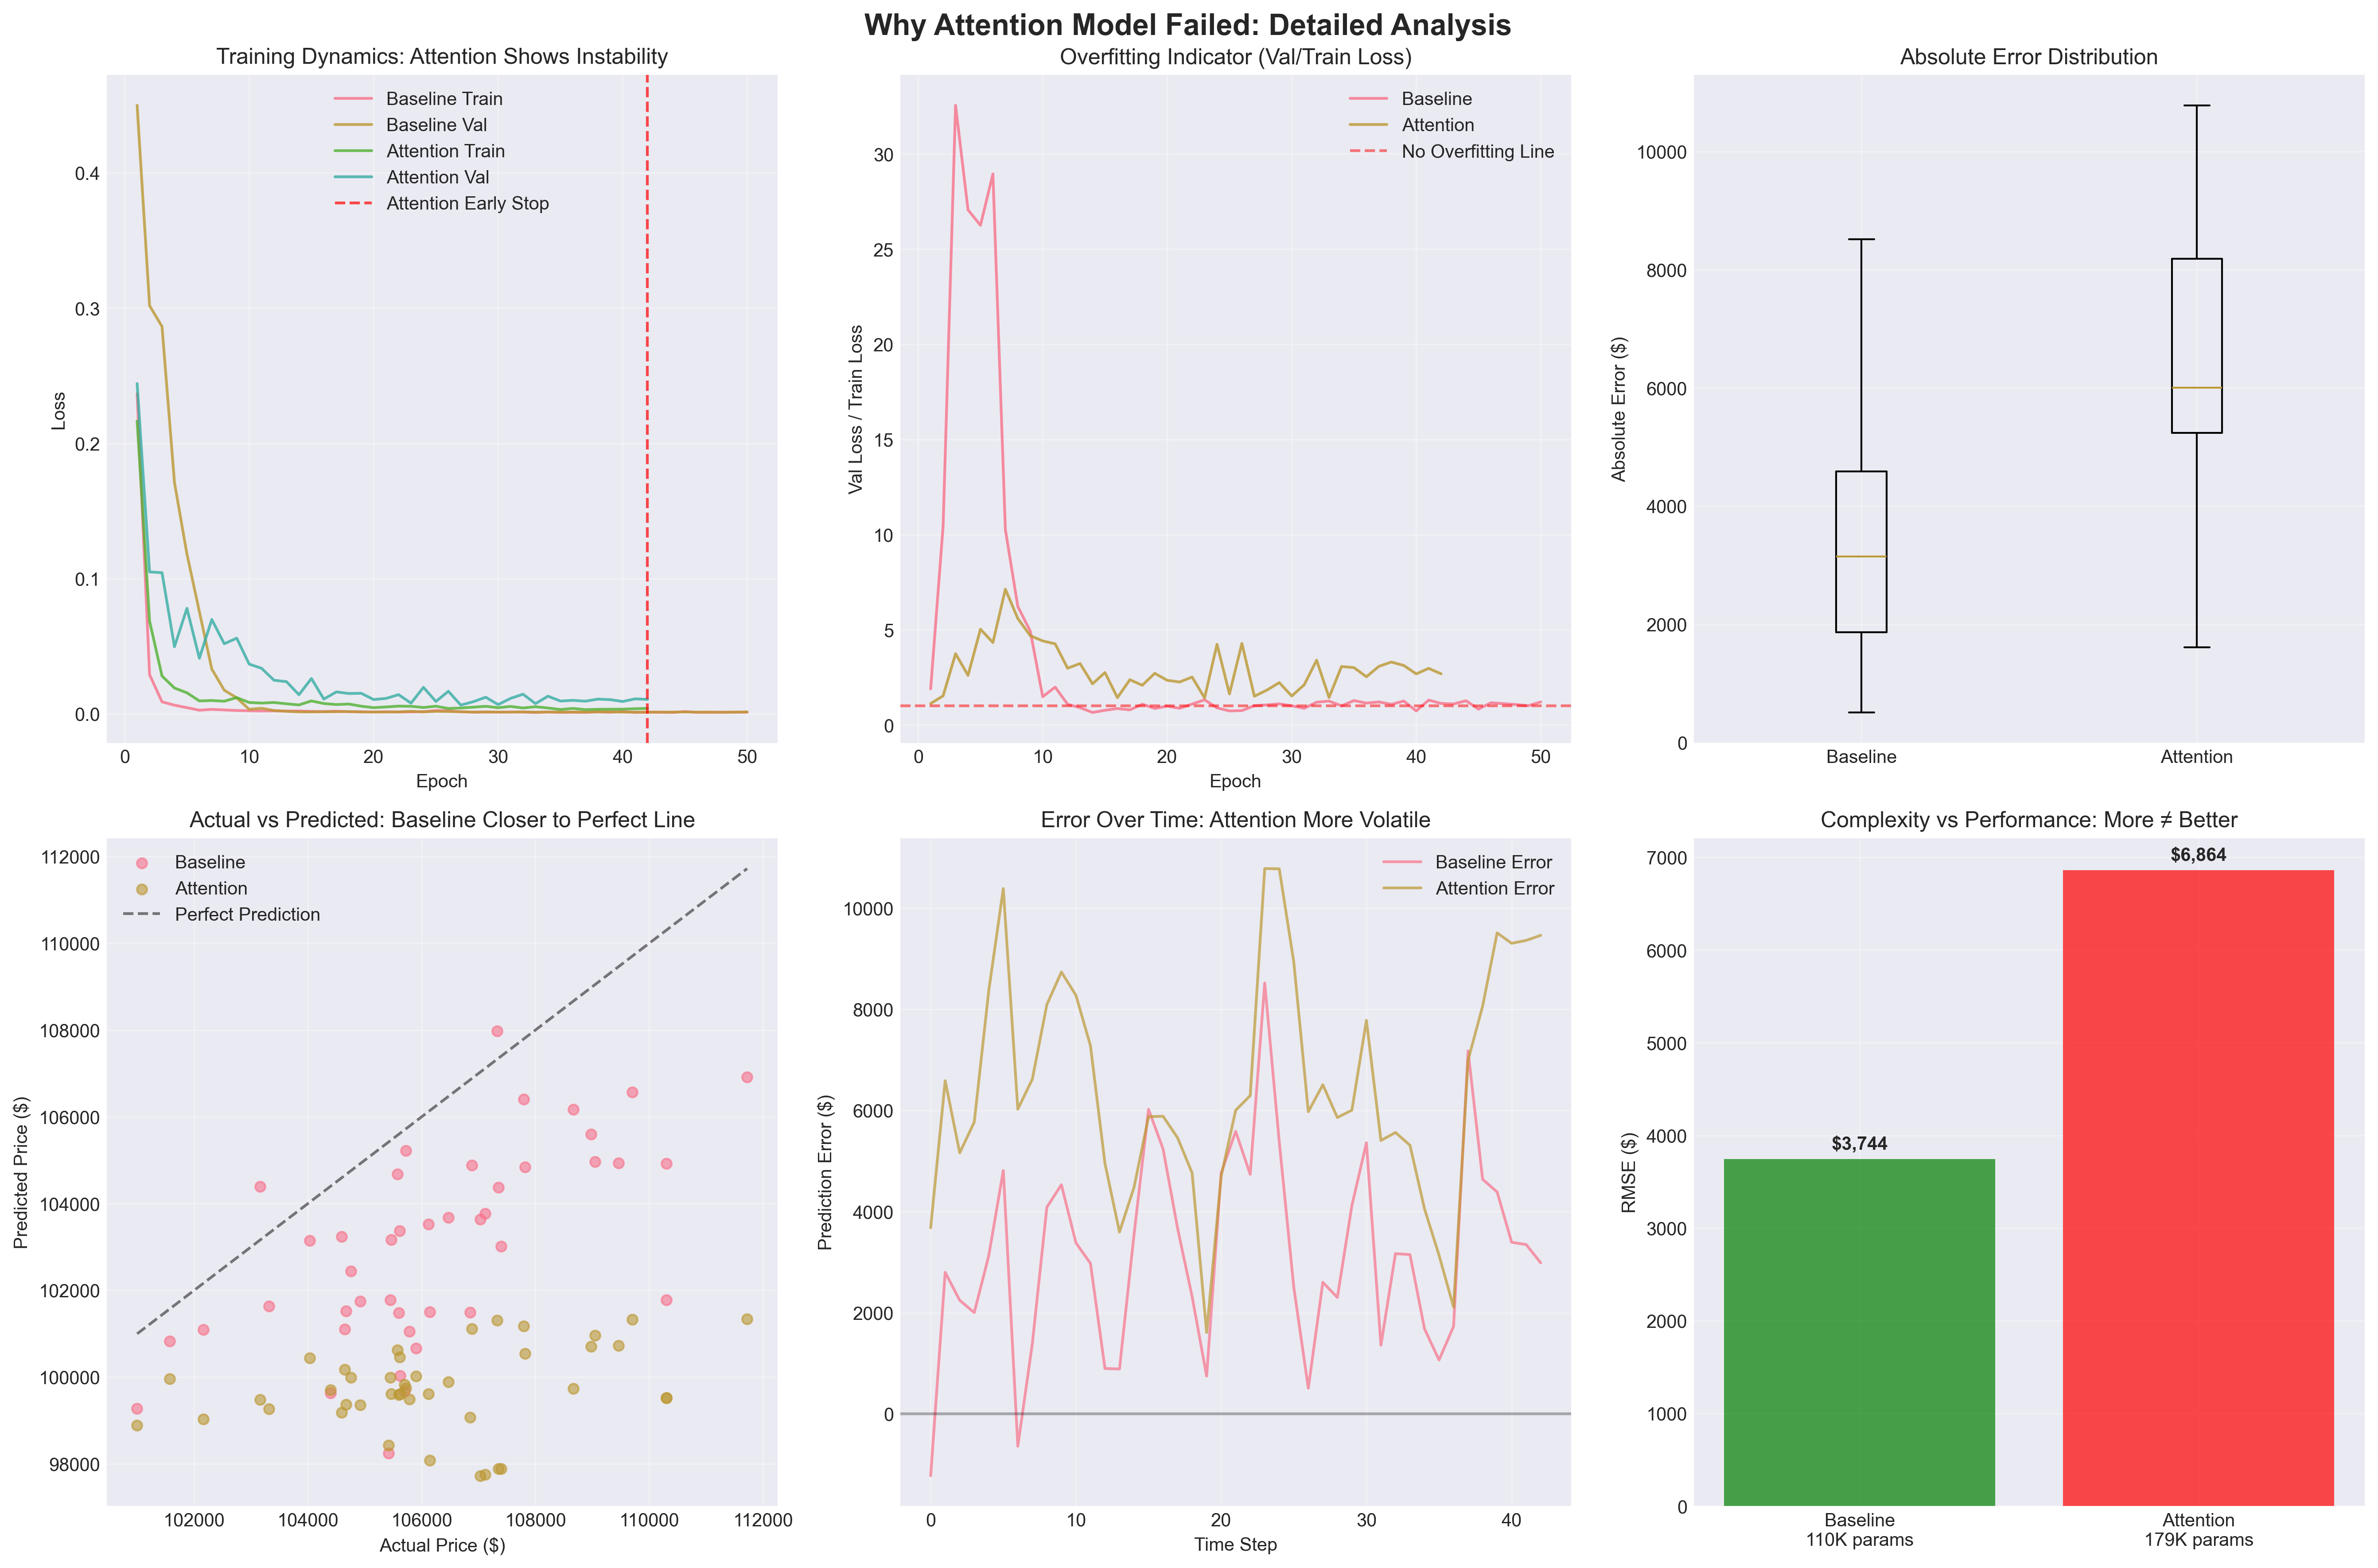 Why Attention Model Failed: Detailed Analysis
Training Dynamics: Attention Shows Instability
Baseline Train
Baseline Val
Attention Train
Attention Val
Attention Early Stop
Loss
0.4
0.3
0.2
0.1
0.0
0 10 20 30 40 50
Epoch
Overfitting Indicator (Val/Train Loss)
Baseline
Attention
No Overfitting Line
Val Loss / Train Loss
30
25
20
15
10
5
0
0 10 20 30 40 50
Epoch
Absolute Error Distribution
Absolute Error ($)
10000
8000
6000
4000
2000
0
Baseline Attention
Actual vs Predicted: Baseline Closer to Perfect Line
Baseline
Attention
Perfect Prediction
Predicted Price ($)
112000
110000
108000
106000
104000
102000
100000
98000
102000 104000 106000 108000 110000 112000
Actual Price ($)
Error Over Time: Attention More Volatile
Baseline Error
Attention Error
Prediction Error ($)
10000
8000
6000
4000
2000
0
0 10 20 30 40
Time Step
Complexity vs Performance: More ≠ Better
$3,744
$6,864
RMSE ($)
7000
6000
5000
4000
3000
2000
1000
0
Baseline
110K params
Attention
179K params